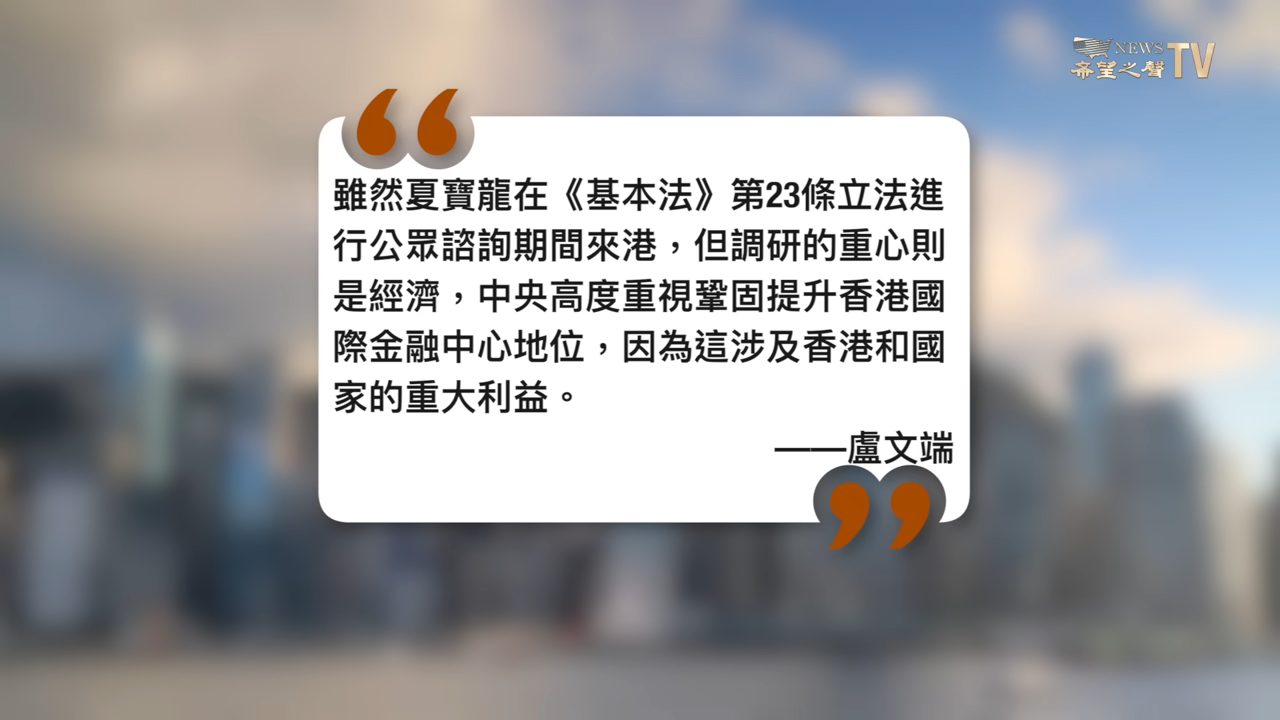 NEWS
希望之聲TV
雖然夏寶龍在《基本法》第23條立法進
行公眾諮詢期間來港，但調研的重心則
是經濟，中央高度重視鞏固提升香港國
際金融中心地位，因為這涉及香港和國
家的重大利益。
——盧文端